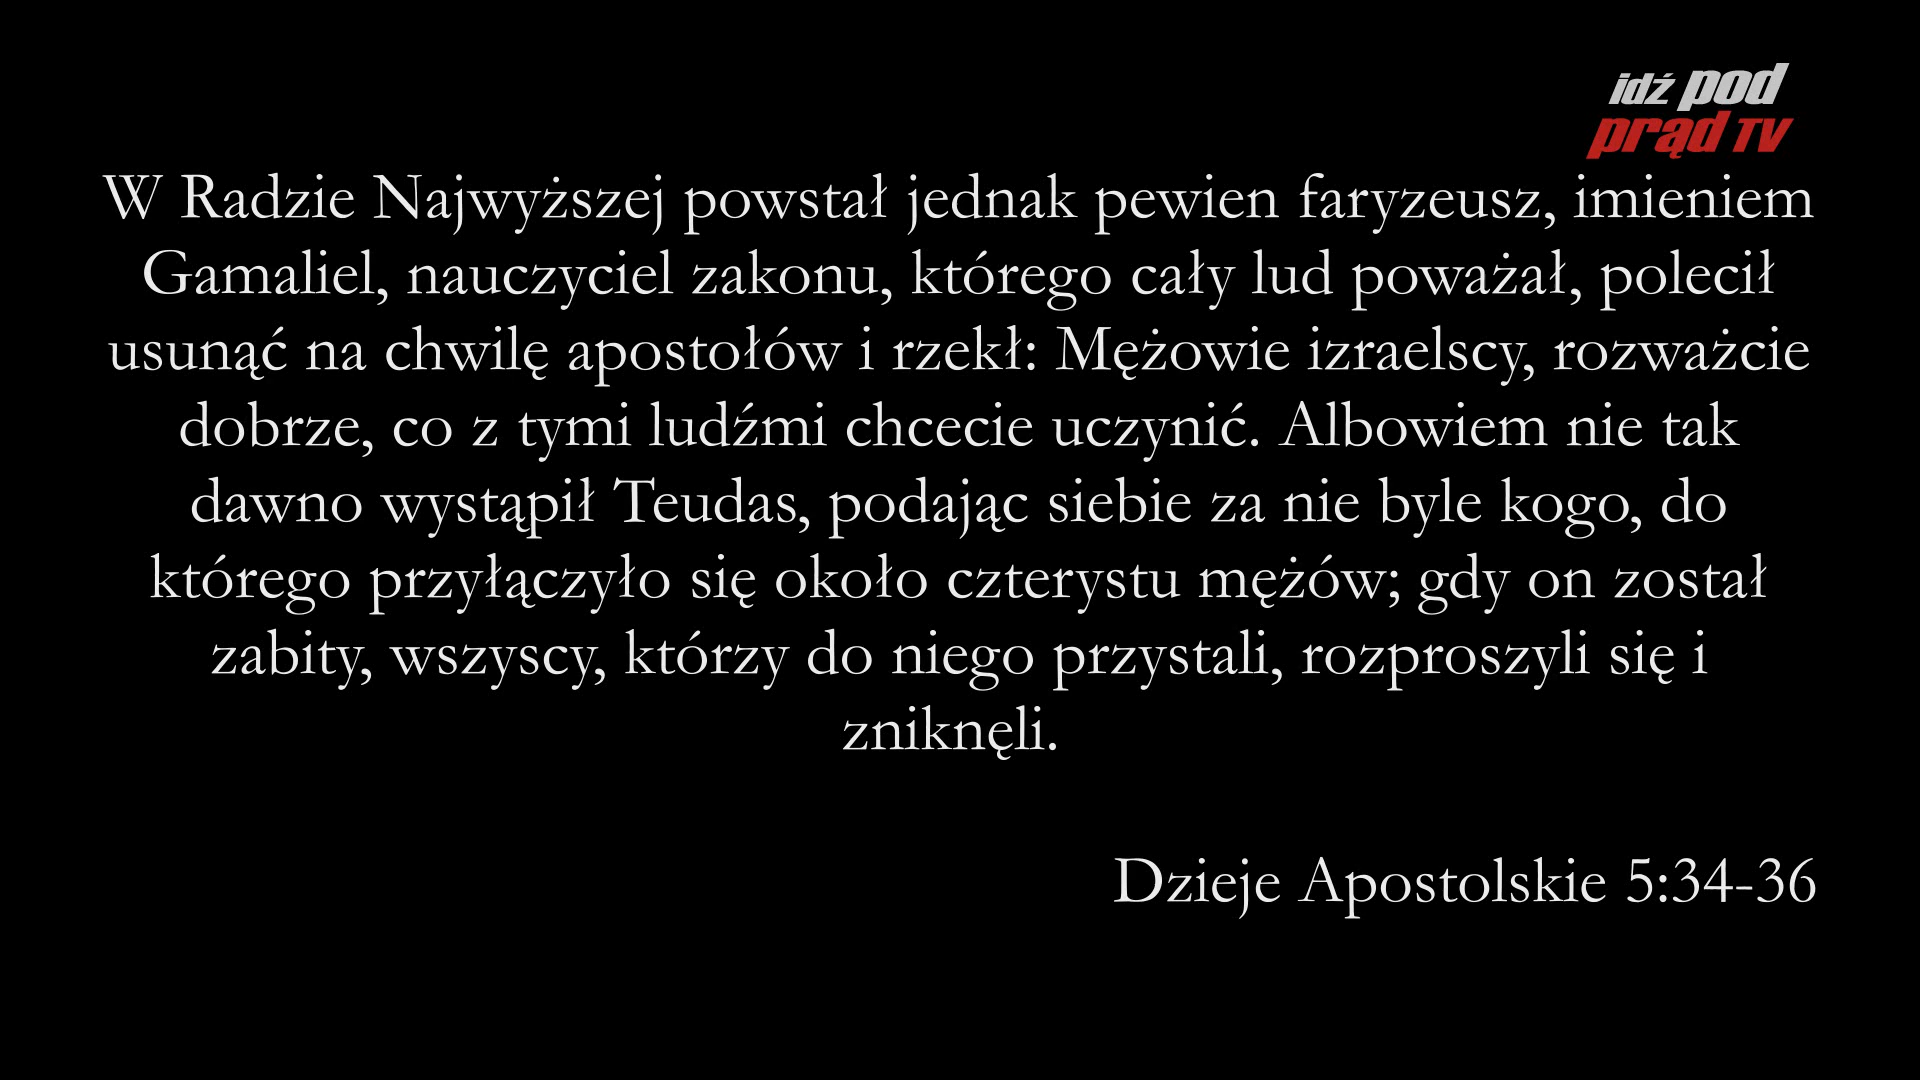 idź pod
prąd TV
W Radzie Najwyższej powstał jednak pewien faryzeusz, imieniem
Gamaliel, nauczyciel zakonu, którego cały lud poważał, polecił
usunąć na chwilę apostołów i rzekł: Mężowie izraelscy, rozważcie
dobrze, co z tymi ludźmi chcecie uczynić. Albowiem nie tak
dawno wystąpił Teudas, podając siebie za nie byle kogo, do
którego przyłączyło się około czterystu mężów; gdy on został
zabity, wszyscy, którzy do niego przystali, rozproszyli się i
zniknęli.
Dzieje Apostolskie 5:34-36